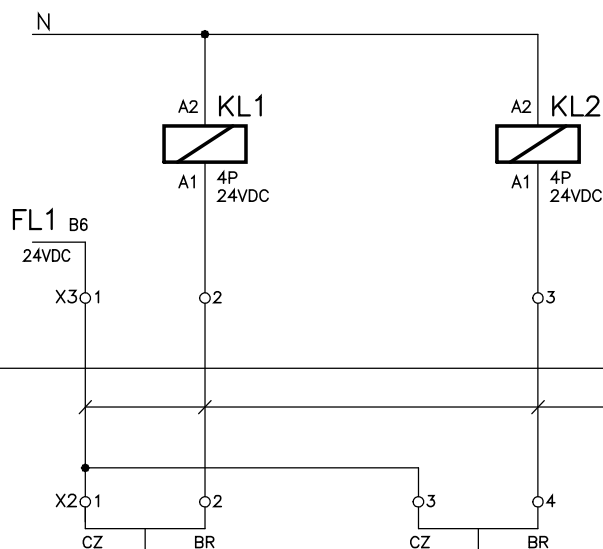 N
A2 KL1
A2 KL2
A1 4P
24VDC
A1 4P
24VDC
FL1 B6
24VDC
X3 1 2 3
X2 1 2 3 4
CZ BR CZ BR